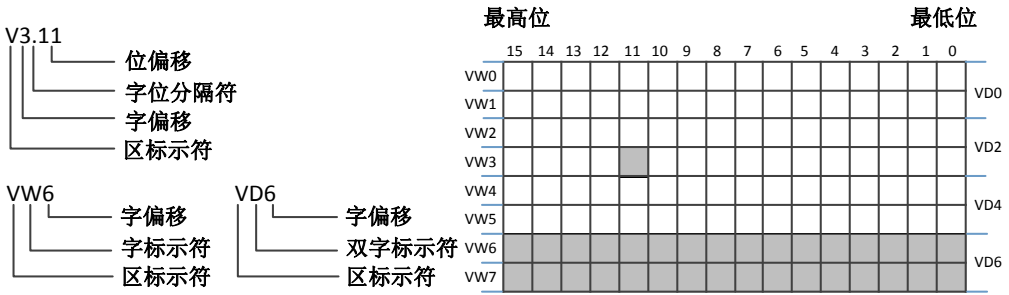 V3.11
位偏移
字位分隔符
字偏移
区标示符
VW6
字偏移
字标示符
区标示符
VD6
字偏移
双字标示符
区标示符
最高位 最低位
15 14 13 12 11 10 9 8 7 6 5 4 3 2 1 0
VW0
VW1
VD0
VW2
VW3
VD2
VW4
VW5
VD4
VW6
VW7
VD6